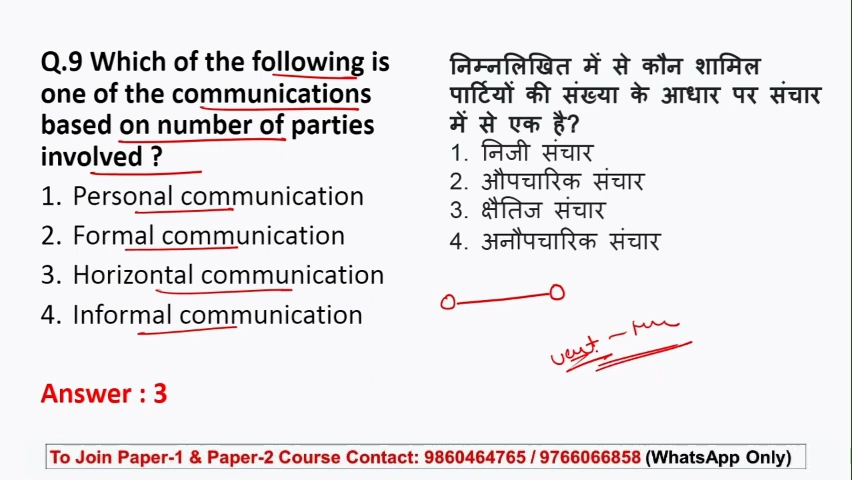 Q.9 Which of the following is
one of the communications
based on number of parties
involved ?
1. Personal communication
2. Formal communication
3. Horizontal communication
4. Informal communication
Answer : 3
निम्नलिखित में से कौन शामिल
पार्टियों की संख्या के आधार पर संचार
में से एक है?
1. निजी संचार
2. औपचारिक संचार
3. क्षैतिज संचार
4. अनौपचारिक संचार
To Join Paper-1 & Paper-2 Course Contact: 9860464765 / 9766066858 (WhatsApp Only)